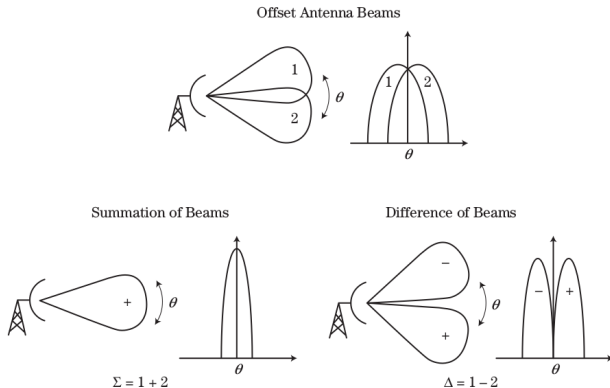 Offset Antenna Beams
1
2
θ
1
2
θ
Summation of Beams
+
θ
θ
Σ = 1 + 2
Difference of Beams
−
+
θ
−
+
θ
Δ = 1 − 2